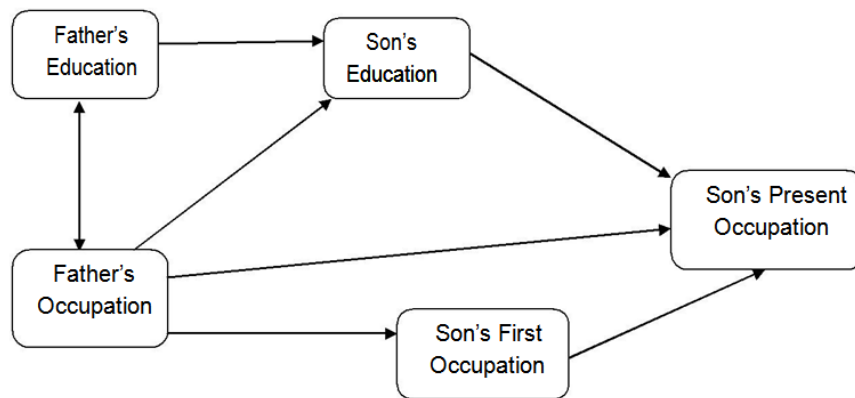 Father's
Education
Son's
Education
Son's Present
Occupation
Father's
Occupation
Son's First
Occupation